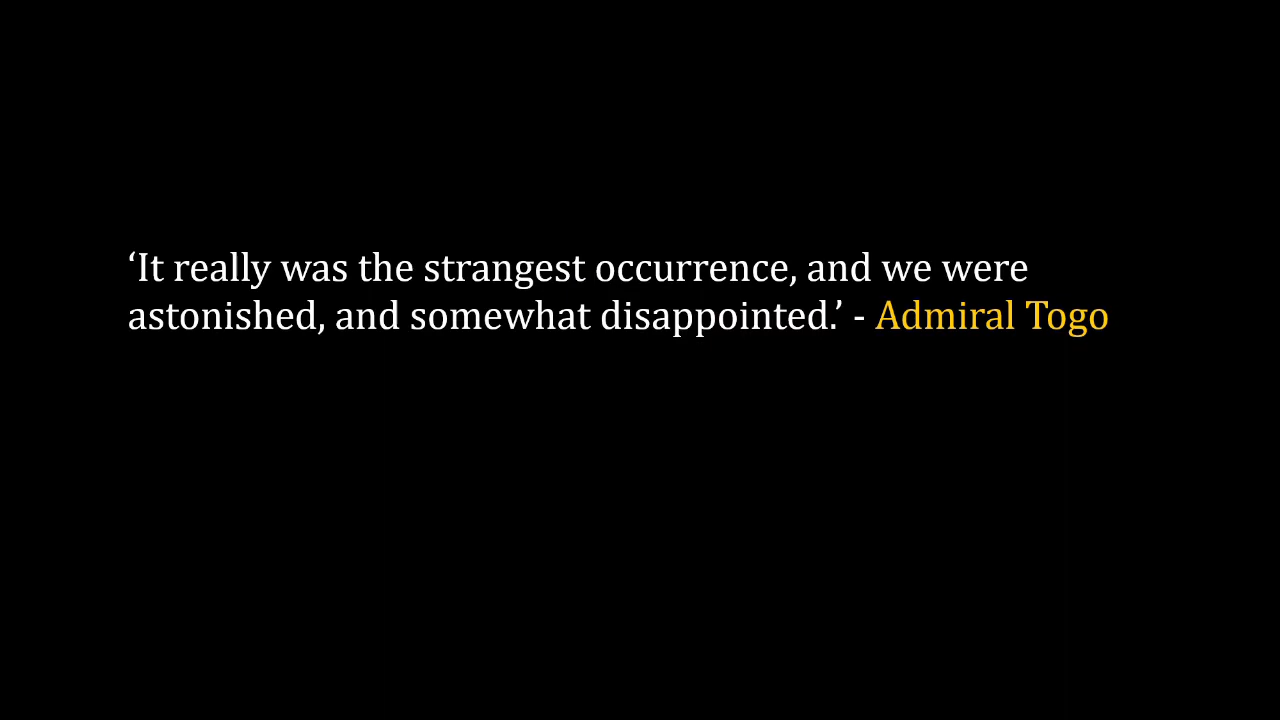 ‘It really was the strangest occurrence, and we were
astonished, and somewhat disappointed.’ - Admiral Togo